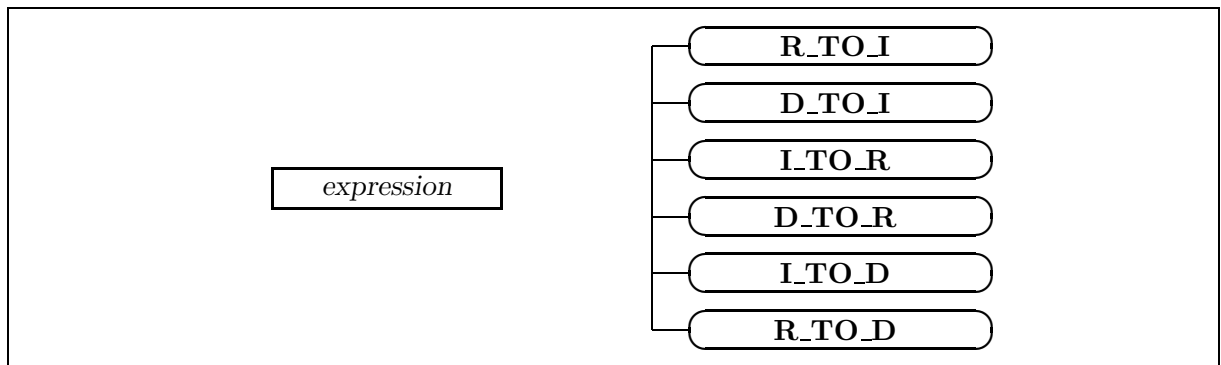 R_TO_I
D_TO_I
I_TO_R
expression
D_TO_R
I_TO_D
R_TO_D